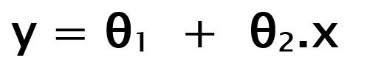 y = θ₁ + θ₂.x